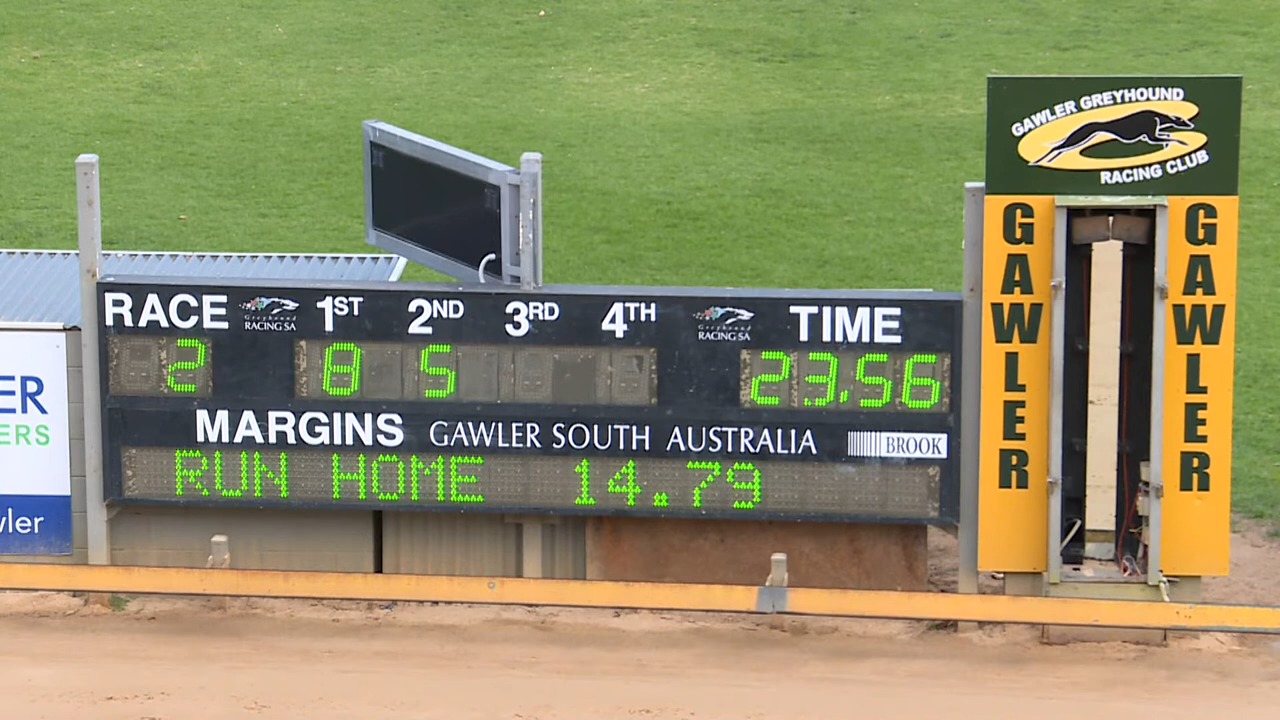 GAWLER GREYHOUND
RACING CLUB
GAWLER
GAWLER
RACE
Greyhound
RACING SA
1ST 2ND 3RD 4TH
Greyhound
RACING SA
TIME
2 8 5 23.56
MARGINS GAWLER SOUTH AUSTRALIA BROOK
RUN HOME 14.79
ER
ERS
wler